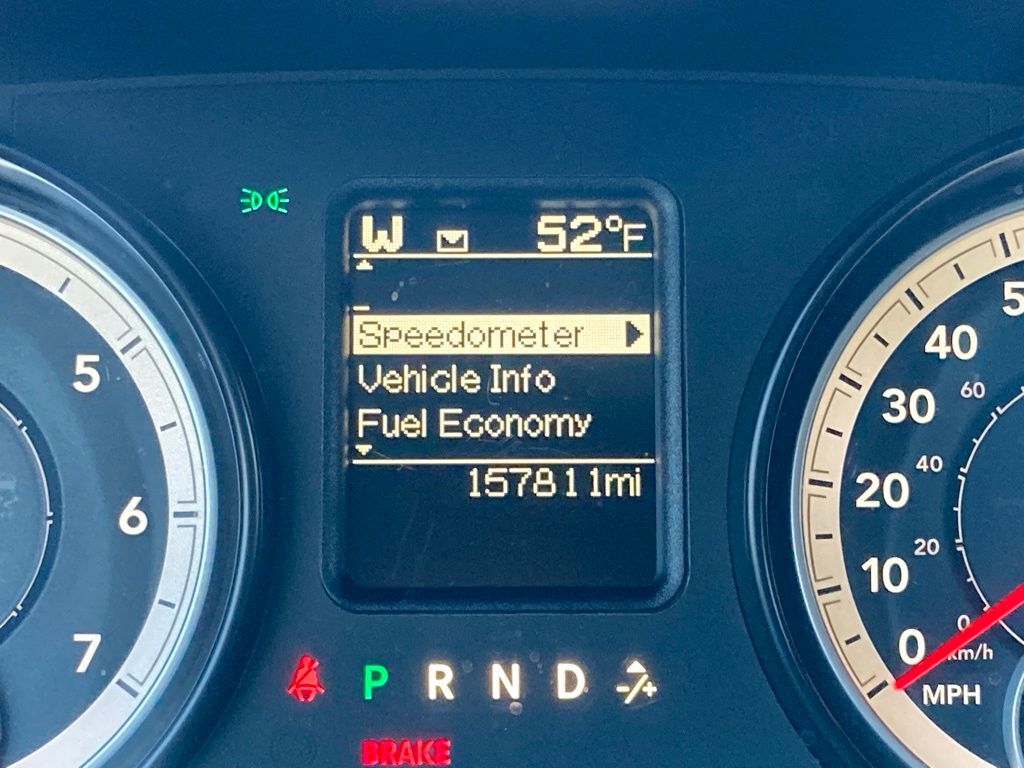 W 52°F
Speedometer
Vehicle Info
Fuel Economy
157811mi
5
6
7
40
30
20
10
0
MPH
60
40
20
0
km/h
P R N D -/+
BRAKE